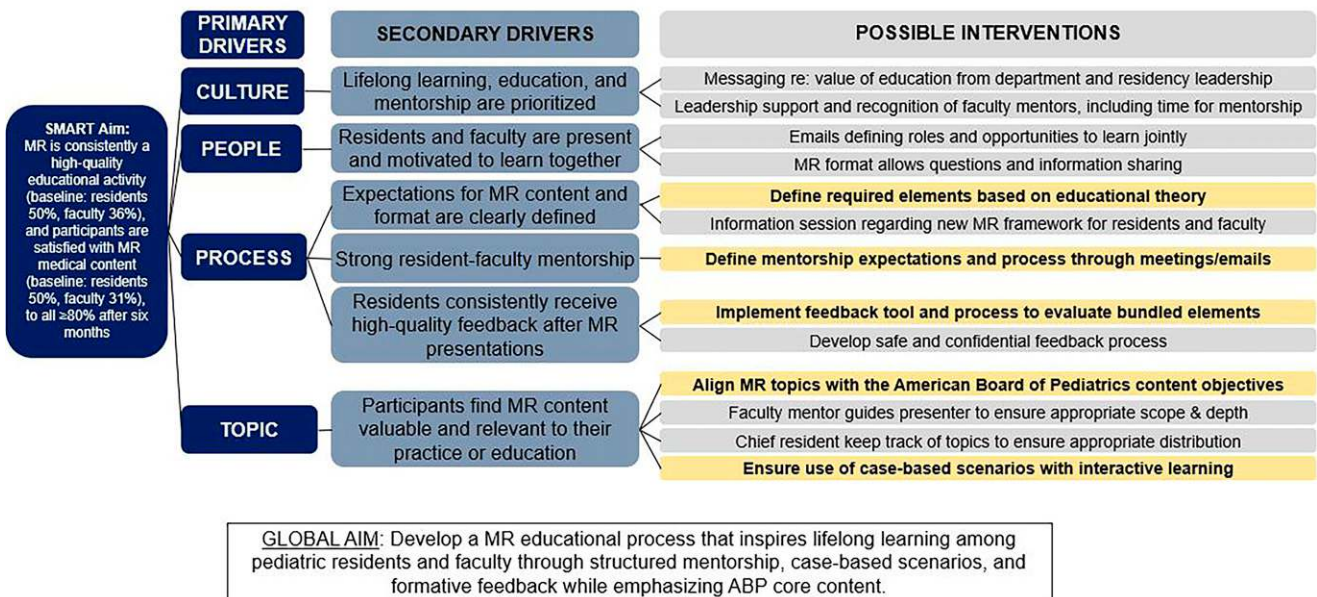 PRIMARY
DRIVERS
SECONDARY DRIVERS
POSSIBLE INTERVENTIONS
SMART Aim:
MR is consistently a
high-quality
educational activity
(baseline: residents
50%, faculty 36%),
and participants are
satisfied with MR
medical content
(baseline: residents
50%, faculty 31%),
to all ≥80% after six
months
CULTURE
Lifelong learning, education, and
mentorship are prioritized
Messaging re: value of education from department and residency leadership
Leadership support and recognition of faculty mentors, including time for mentorship
PEOPLE
Residents and faculty are present
and motivated to learn together
Emails defining roles and opportunities to learn jointly
MR format allows questions and information sharing
PROCESS
Expectations for MR content and
format are clearly defined
Define required elements based on educational theory
Information session regarding new MR framework for residents and faculty
Strong resident-faculty mentorship
Define mentorship expectations and process through meetings/emails
Residents consistently receive
high-quality feedback after MR
presentations
Implement feedback tool and process to evaluate bundled elements
Develop safe and confidential feedback process
TOPIC
Participants find MR content
valuable and relevant to their
practice or education
Align MR topics with the American Board of Pediatrics content objectives
Faculty mentor guides presenter to ensure appropriate scope & depth
Chief resident keep track of topics to ensure appropriate distribution
Ensure use of case-based scenarios with interactive learning
GLOBAL AIM: Develop a MR educational process that inspires lifelong learning among
pediatric residents and faculty through structured mentorship, case-based scenarios, and
formative feedback while emphasizing ABP core content.